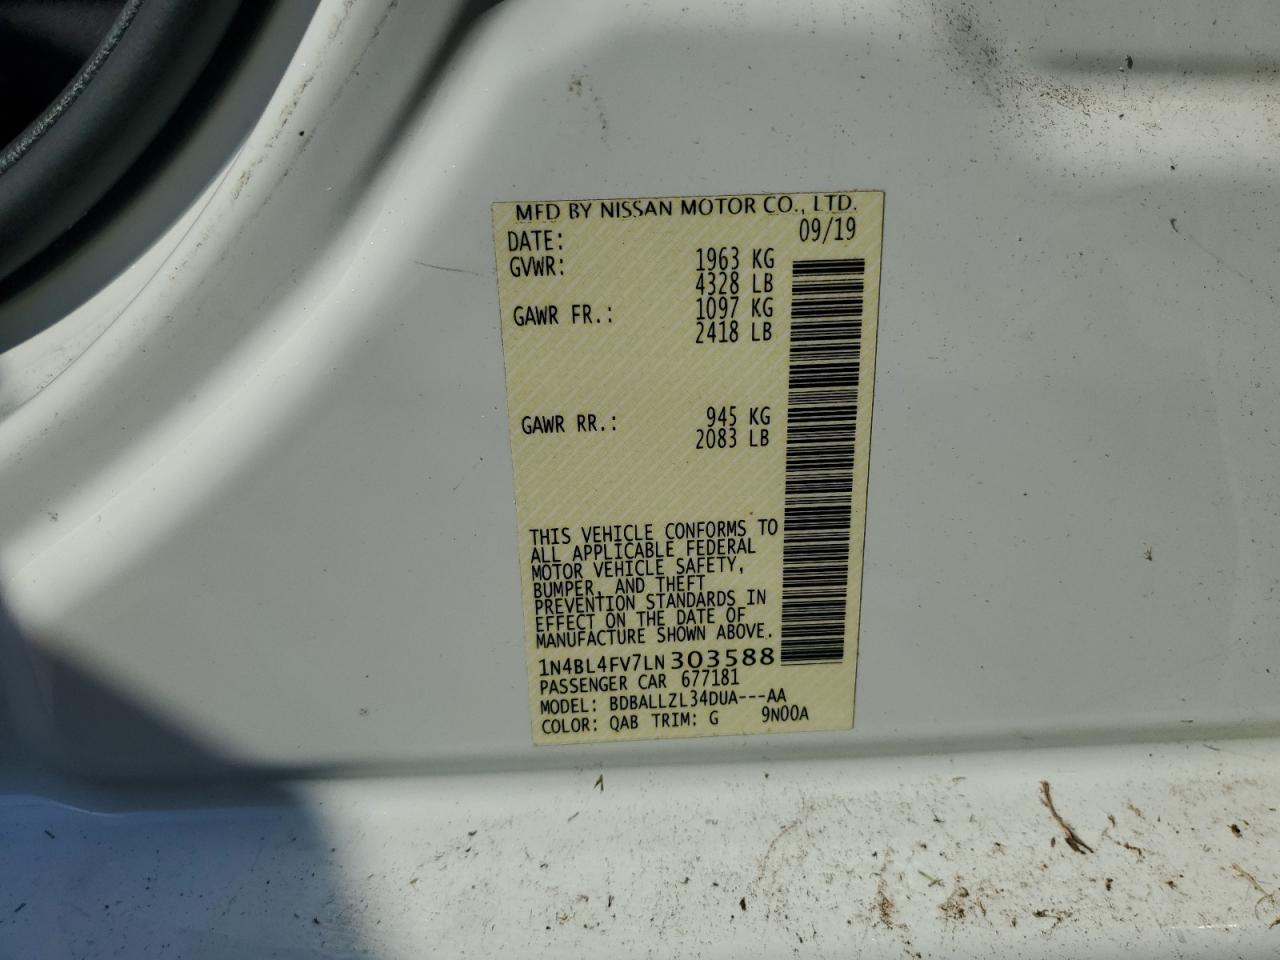 MFD BY NISSAN MOTOR CO., LTD.
DATE: 09/19
GVWR: 1963 KG
4328 LB
GAWR FR.: 1097 KG
2418 LB
GAWR RR.: 945 KG
2083 LB
THIS VEHICLE CONFORMS TO
ALL APPLICABLE FEDERAL
MOTOR VEHICLE SAFETY,
BUMPER, AND THEFT
PREVENTION STANDARDS IN
EFFECT ON THE DATE OF
MANUFACTURE SHOWN ABOVE.
1N4BL4FV7LN303588
PASSENGER CAR 677181
MODEL: BDBALLZL34DUA---AA
COLOR: QAB TRIM: G 9N00A